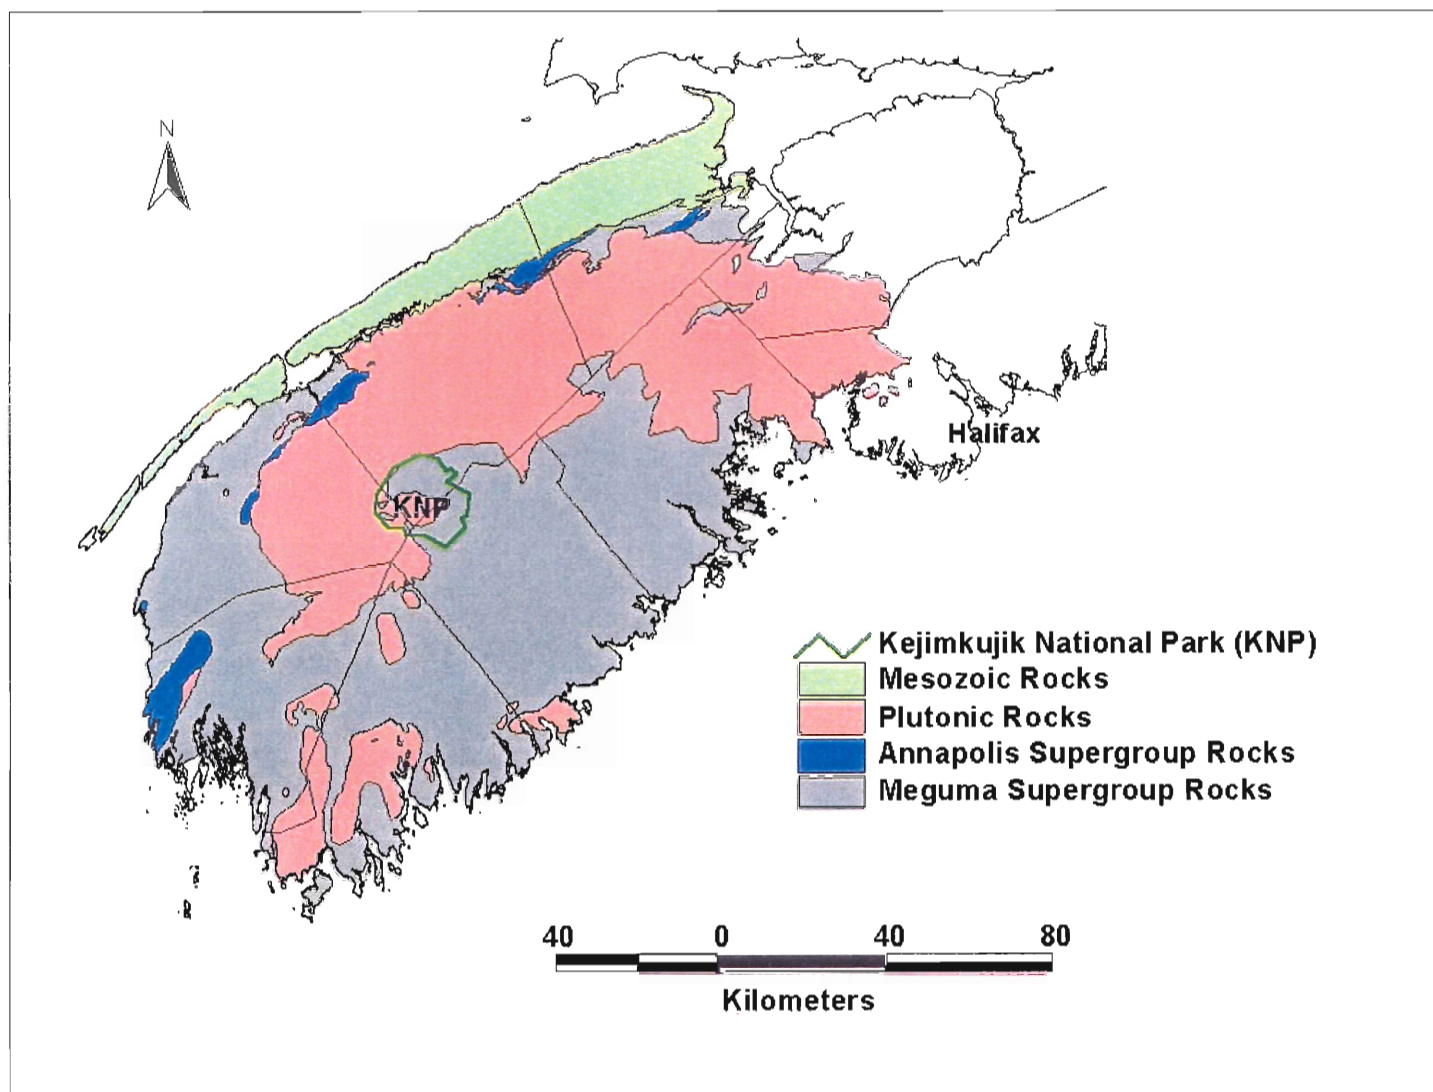 N
KNP
Halifax
Kejimkujik National Park (KNP)
Mesozoic Rocks
Plutonic Rocks
Annapolis Supergroup Rocks
Meguma Supergroup Rocks
40 0 40 80
Kilometers